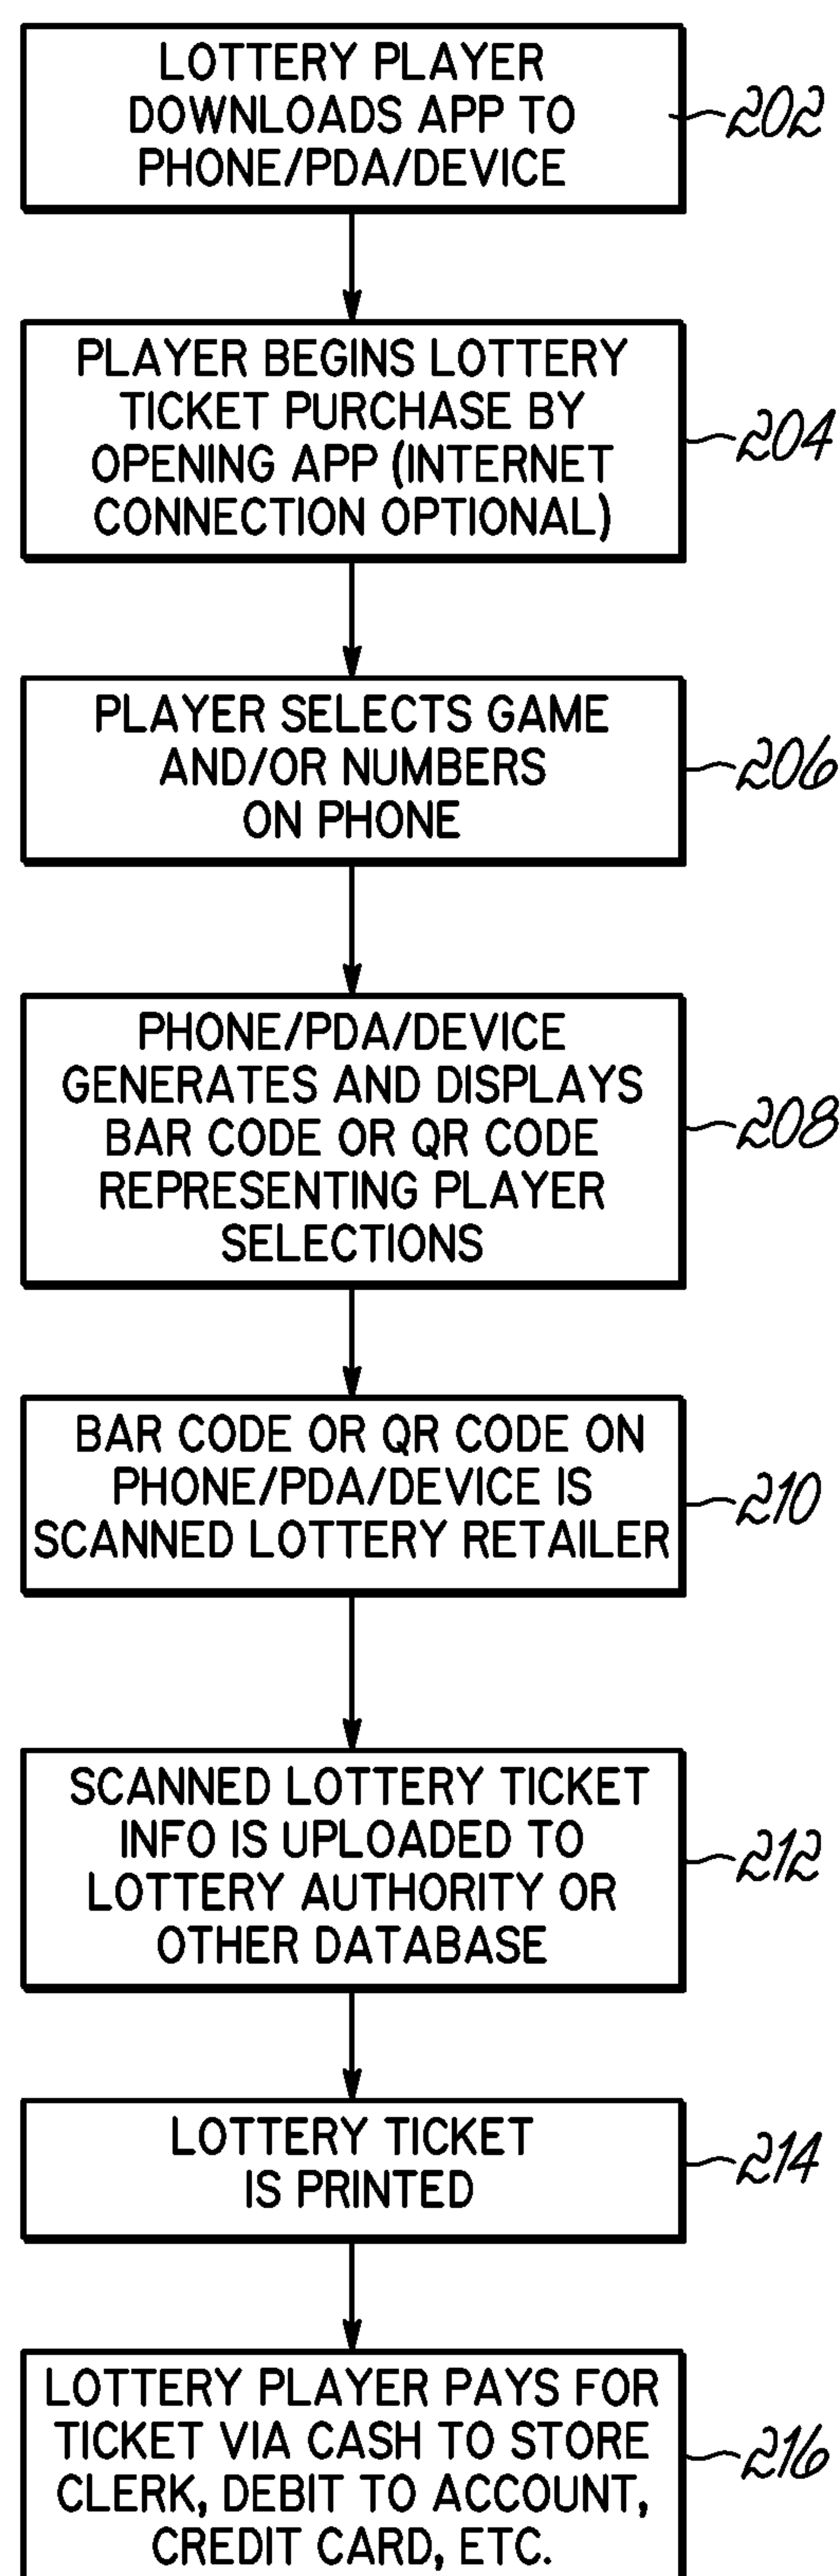 LOTTERY PLAYER
DOWNLOADS APP TO
PHONE/PDA/DEVICE
202
PLAYER BEGINS LOTTERY
TICKET PURCHASE BY
OPENING APP (INTERNET
CONNECTION OPTIONAL)
204
PLAYER SELECTS GAME
AND/OR NUMBERS
ON PHONE
206
PHONE/PDA/DEVICE
GENERATES AND DISPLAYS
BAR CODE OR QR CODE
REPRESENTING PLAYER
SELECTIONS
208
BAR CODE OR QR CODE ON
PHONE/PDA/DEVICE IS
SCANNED LOTTERY RETAILER
210
SCANNED LOTTERY TICKET
INFO IS UPLOADED TO
LOTTERY AUTHORITY OR
OTHER DATABASE
212
LOTTERY TICKET
IS PRINTED
214
LOTTERY PLAYER PAYS FOR
TICKET VIA CASH TO STORE
CLERK, DEBIT TO ACCOUNT,
CREDIT CARD, ETC.
216